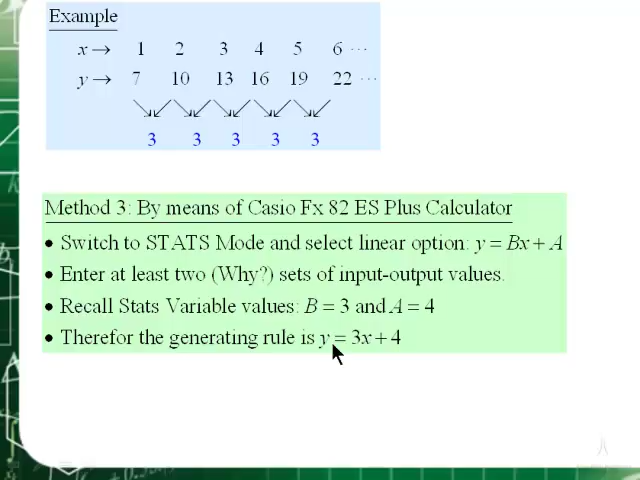 Example
x → 1 2 3 4 5 6 ⋯
y → 7 10 13 16 19 22 ⋯
3 3 3 3 3
Method 3: By means of Casio Fx 82 ES Plus Calculator
• Switch to STATS Mode and select linear option: y = Bx + A
• Enter at least two (Why?) sets of input-output values.
• Recall Stats Variable values: B = 3 and A = 4
• Therefor the generating rule is y = 3x + 4